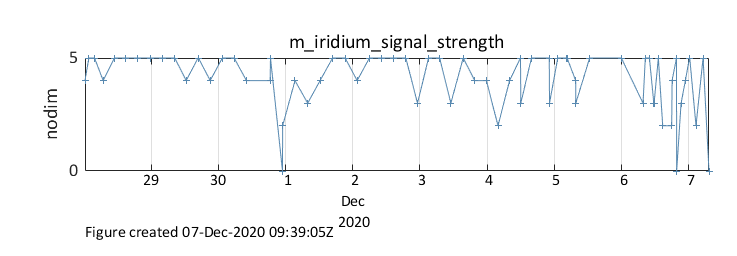 m_iridium_signal_strength
5
nodim
0
29 30 1 2 3 4 5 6 7
Dec
2020
Figure created 07-Dec-2020 09:39:05Z